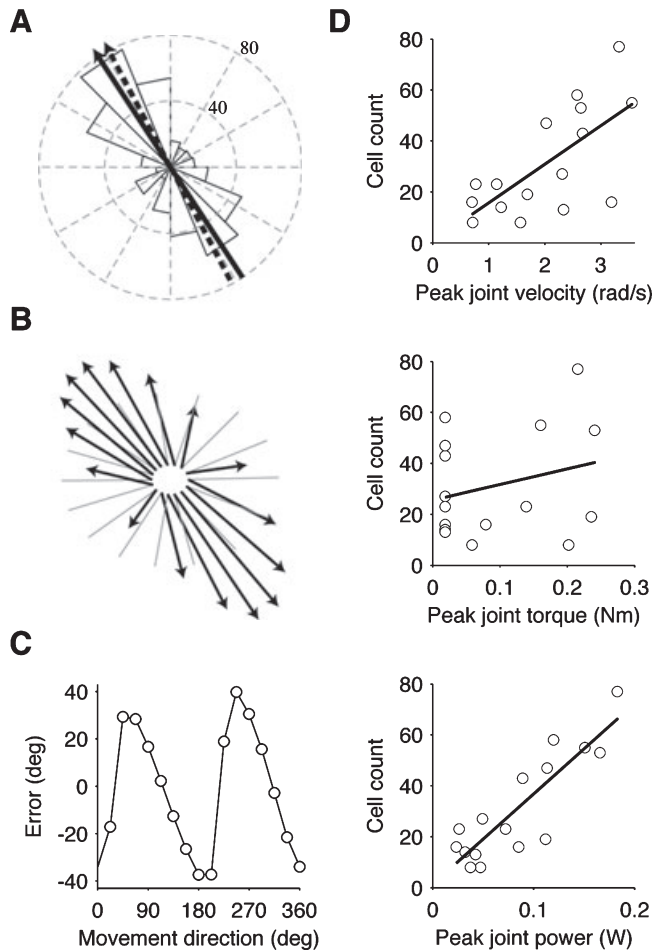 A
80
40
B
C
Error (deg)
40
20
0
-20
-40
0 90 180 270 360
Movement direction (deg)
D
Cell count
80
60
40
20
0
0 1 2 3
Peak joint velocity (rad/s)
Cell count
80
60
40
20
0
0 0.1 0.2 0.3
Peak joint torque (Nm)
Cell count
80
60
40
20
0
0 0.1 0.2
Peak joint power (W)